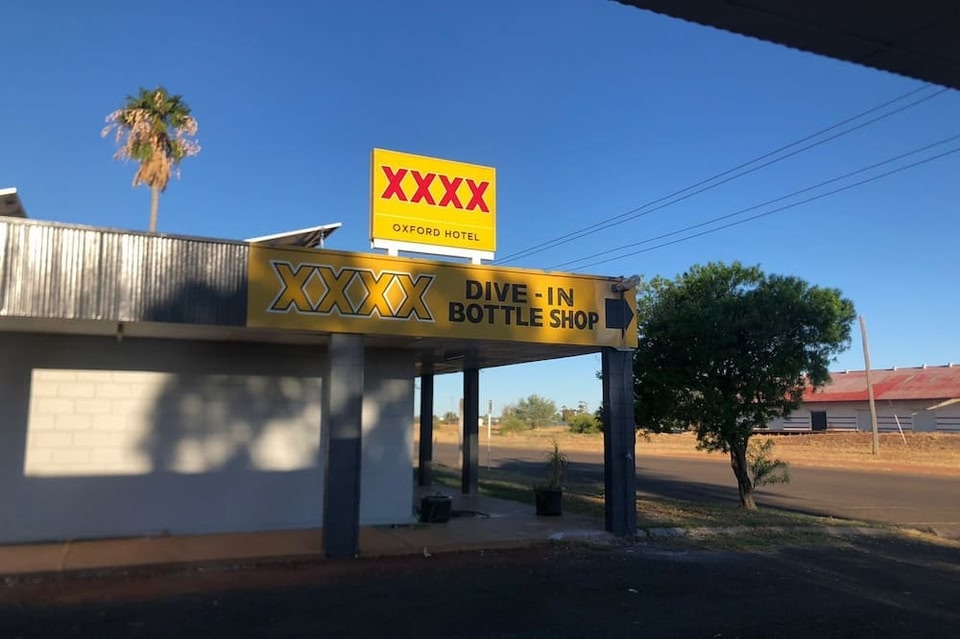 XXXX
OXFORD HOTEL
XXXX
DIVE-IN
BOTTLE SHOP